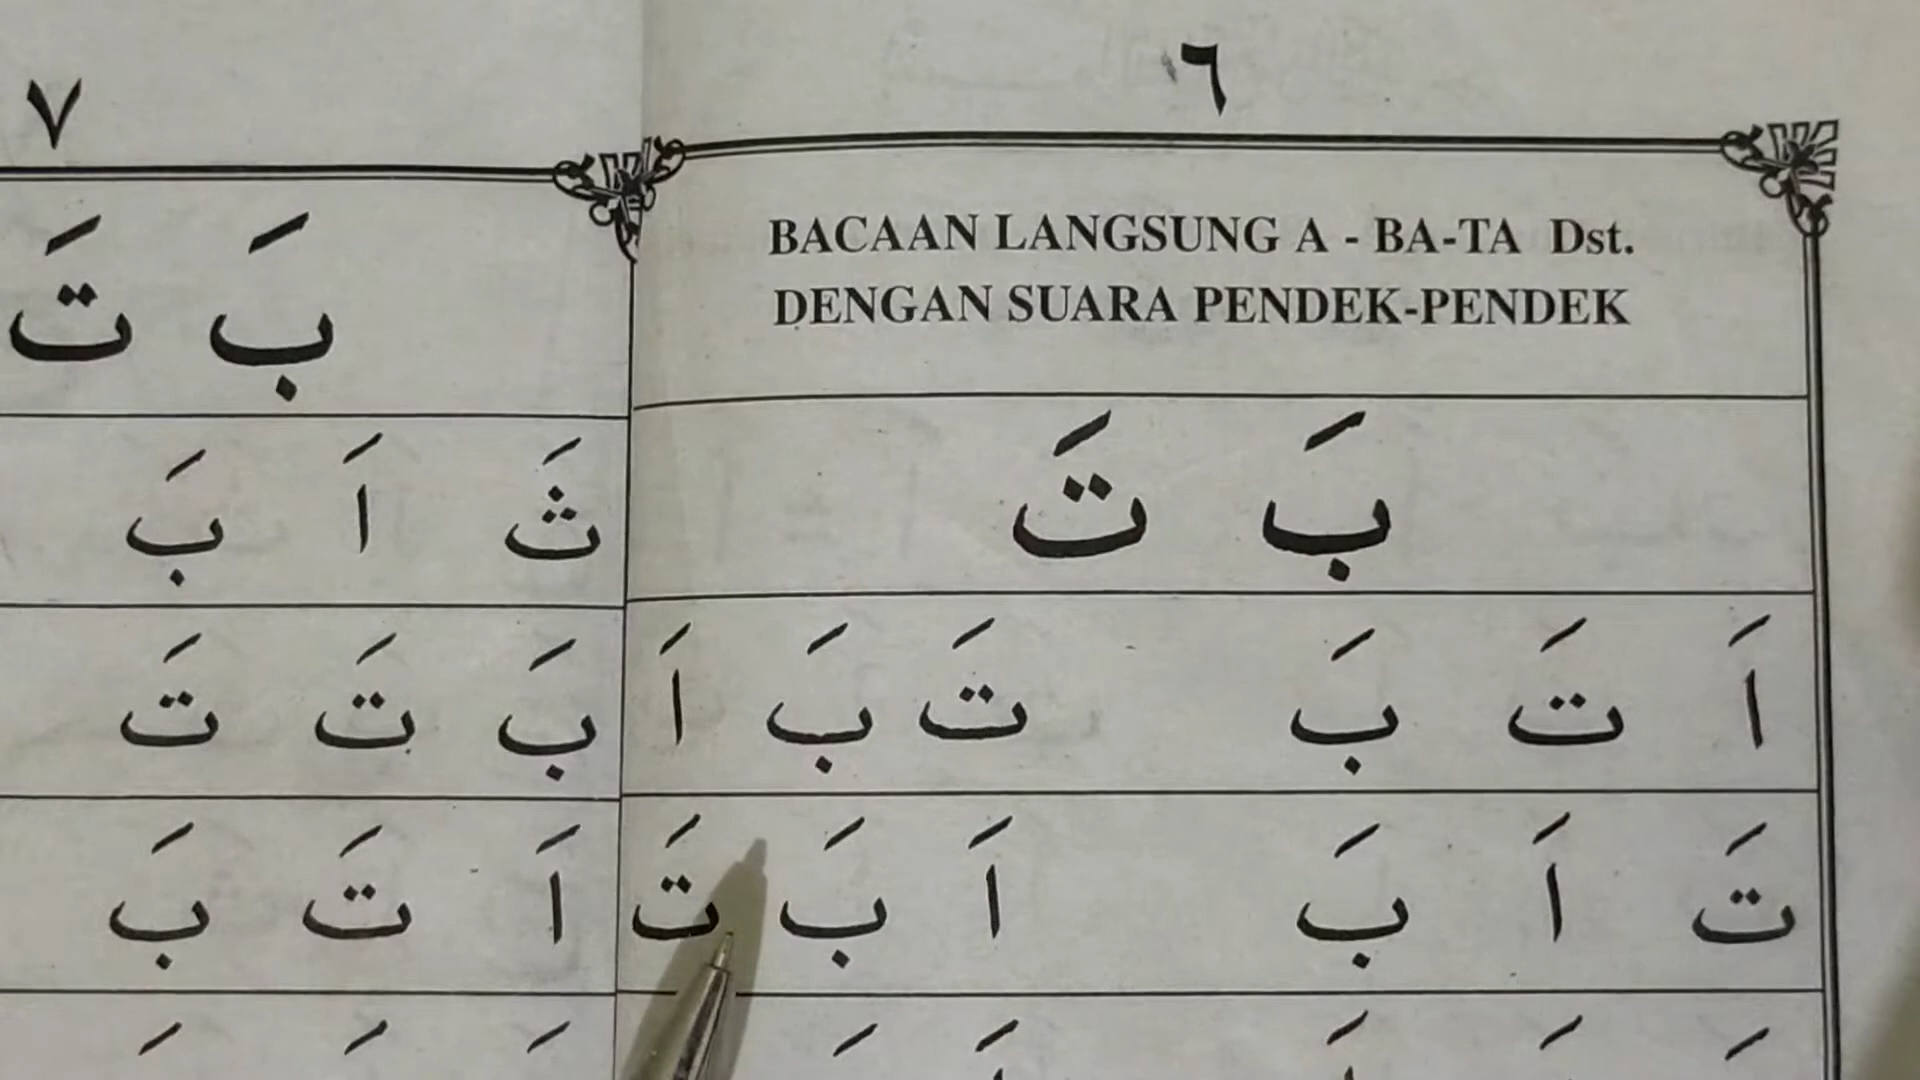 ٦
BACAAN LANGSUNG A - BA-TA Dst.
DENGAN SUARA PENDEK-PENDEK
بَ تَ
اَ تَ بَ تَ بَ اَ
تَ اَ بَ اَ بَ تَ
٧
بَ تَ
ثَ اَ بَ
بَ تَ تَ
اَ تَ بَ